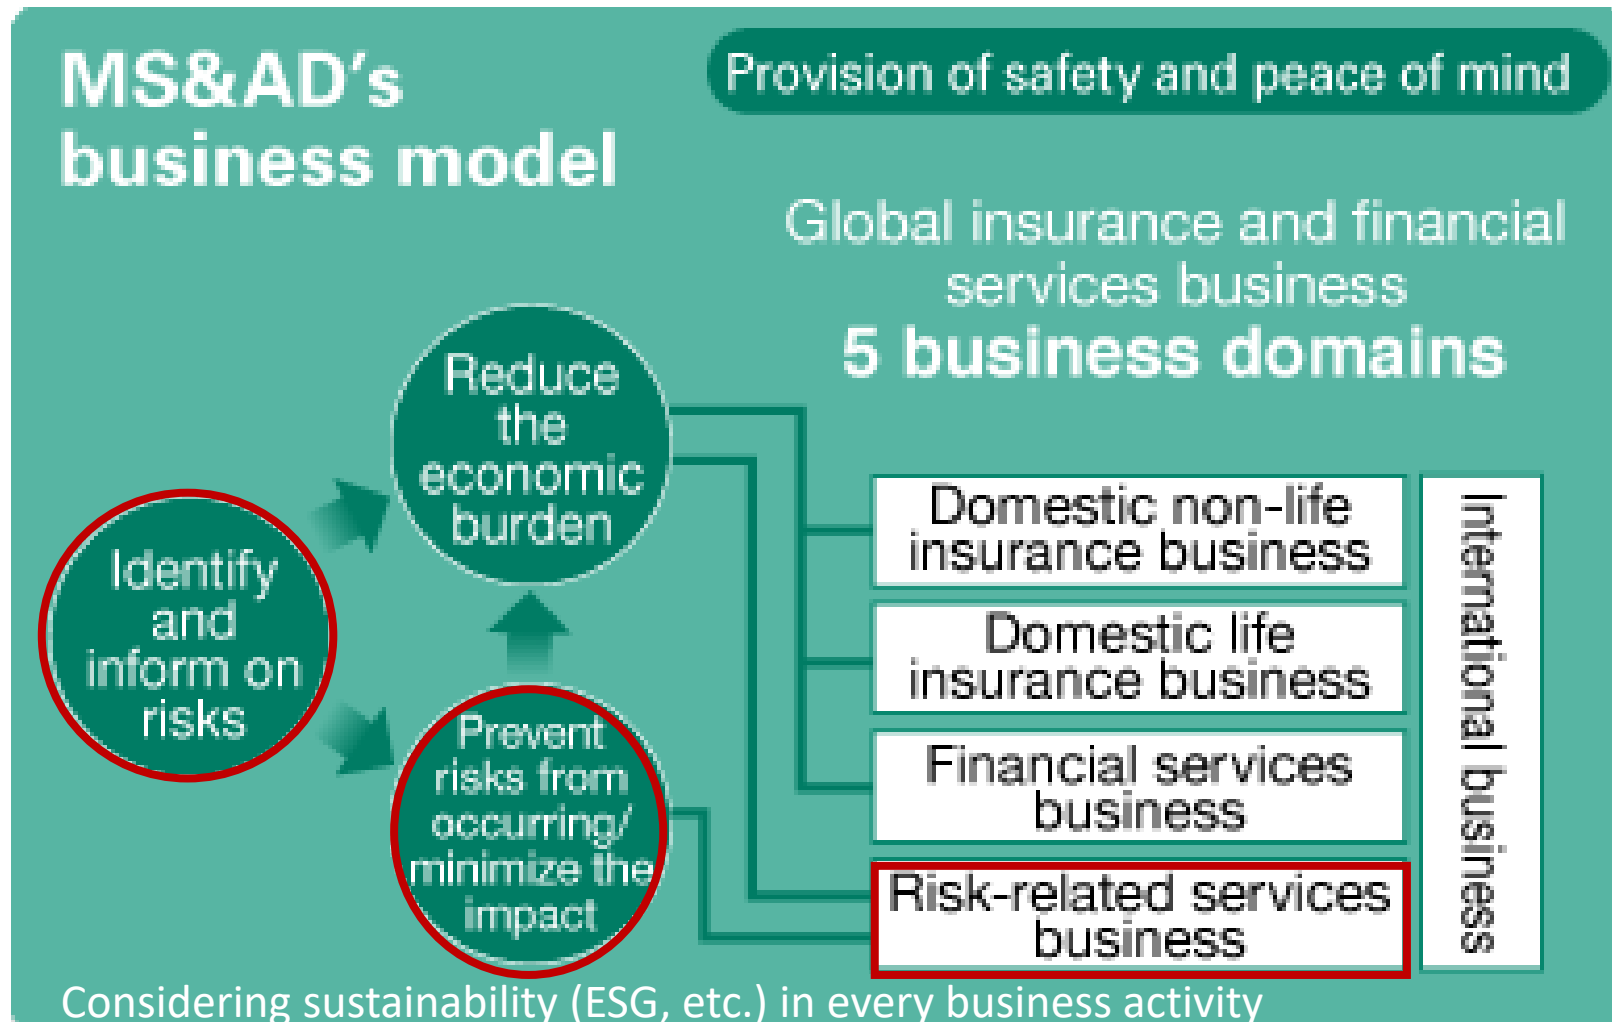 MS&AD's
business model
Provision of safety and peace of mind
Global insurance and financial
services business
5 business domains
Reduce
the
economic
burden
Identify
and
inform on
risks
Prevent
risks from
occurring/
minimize the
impact
Domestic non-life
insurance business
Domestic life
insurance business
Financial services
business
Risk-related services
business
International business
Considering sustainability (ESG, etc.) in every business activity